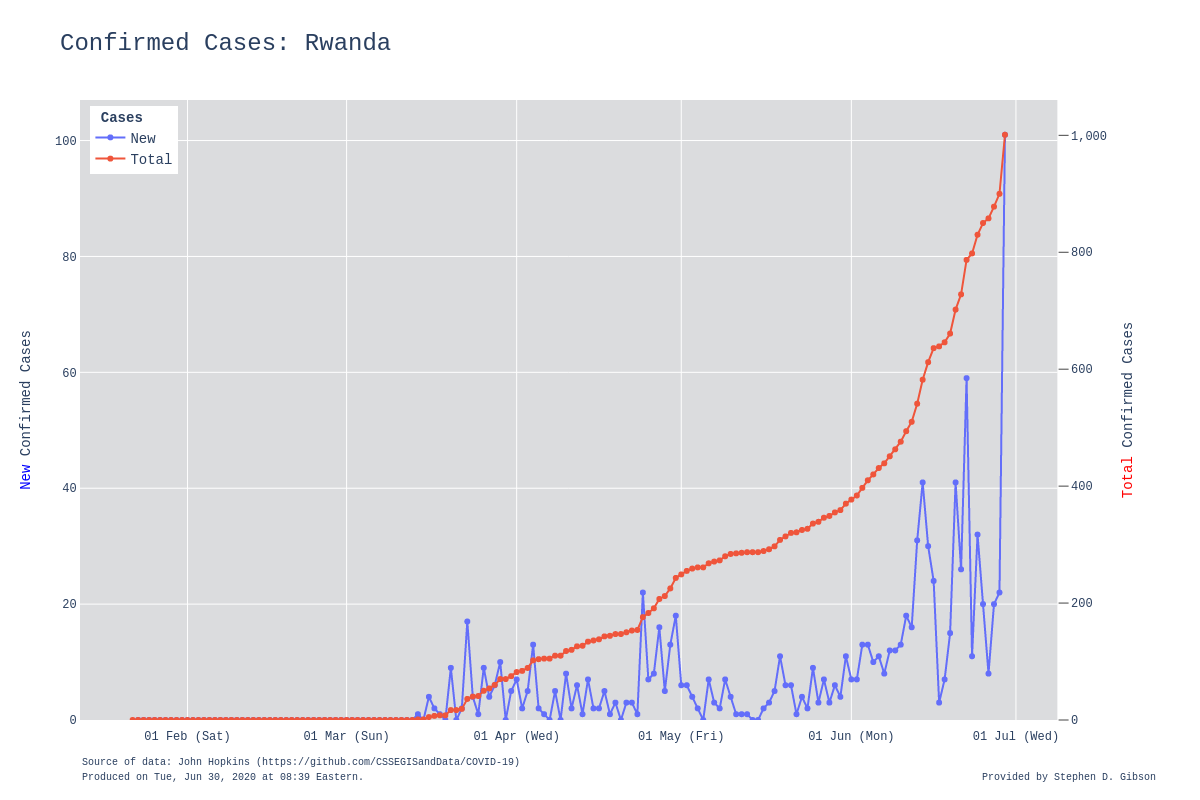 Confirmed Cases: Rwanda
Cases
New
Total
100
80
60
40
20
0
1,000
800
600
400
200
0
New Confirmed Cases
Total Confirmed Cases
01 Feb (Sat)
01 Mar (Sun)
01 Apr (Wed)
01 May (Fri)
01 Jun (Mon)
01 Jul (Wed)
Source of data: John Hopkins (https://github.com/CSSEGISandData/COVID-19)
Produced on Tue, Jun 30, 2020 at 08:39 Eastern.
Provided by Stephen D. Gibson